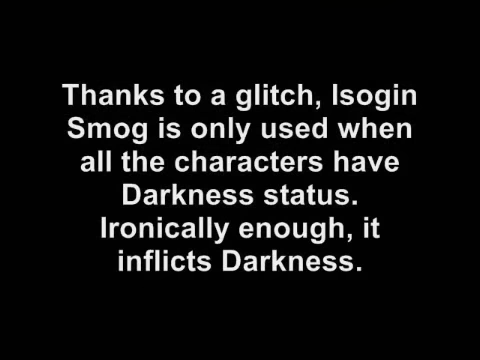 Thanks to a glitch, Isogin
Smog is only used when
all the characters have
Darkness status.
Ironically enough, it
inflicts Darkness.